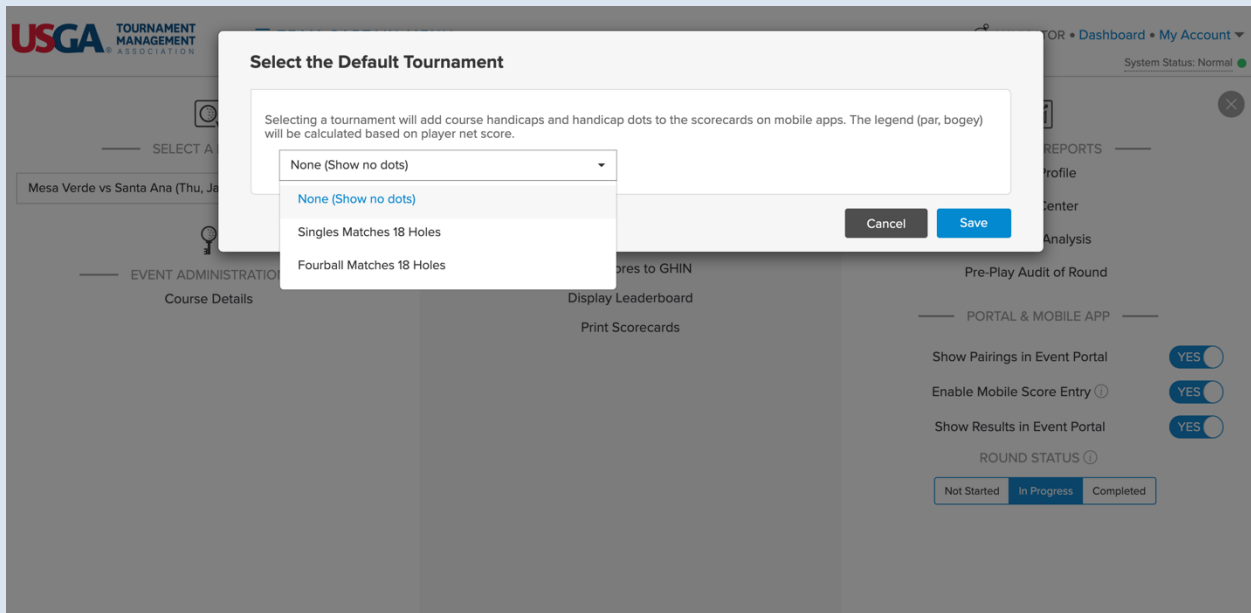 USGA® TOURNAMENT
MANAGEMENT
ASSOCIATION
TOR • Dashboard • My Account
System Status: Normal
Select the Default Tournament
Selecting a tournament will add course handicaps and handicap dots to the scorecards on mobile apps. The legend (par, bogey)
will be calculated based on player net score.
None (Show no dots)
None (Show no dots)
Singles Matches 18 Holes
Fourball Matches 18 Holes
Cancel
Save
SELECT A
Mesa Verde vs Santa Ana (Thu, Ja
EVENT ADMINISTRATIO
Course Details
ores to GHIN
Display Leaderboard
Print Scorecards
REPORTS
rofile
Center
Analysis
Pre-Play Audit of Round
PORTAL & MOBILE APP
Show Pairings in Event Portal YES
Enable Mobile Score Entry YES
Show Results in Event Portal YES
ROUND STATUS
Not Started In Progress Completed